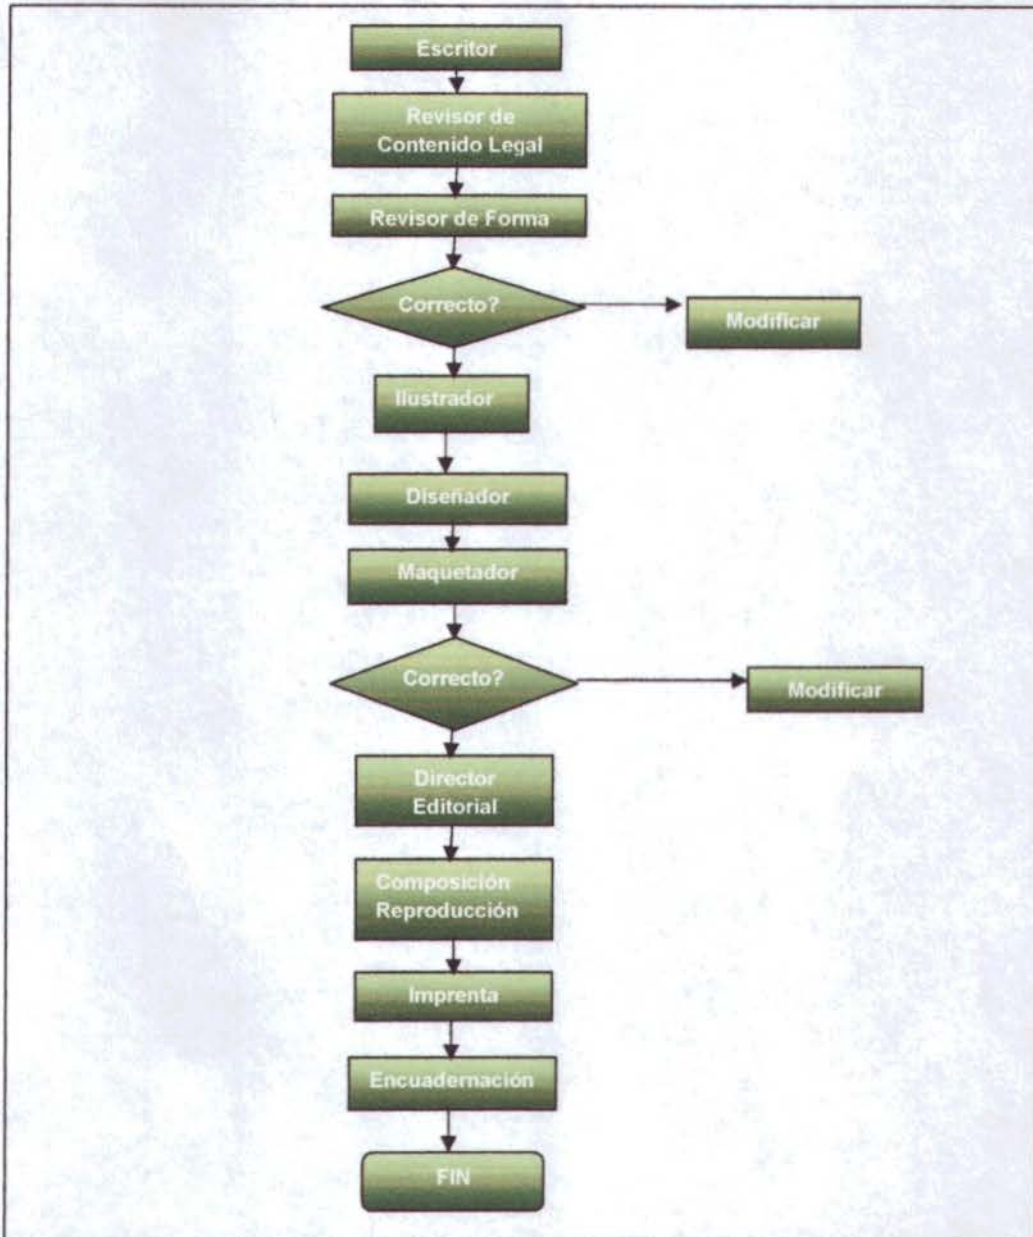 Escritor
Revisor de
Contenido Legal
Revisor de Forma
Correcto?
Modificar
Ilustrador
Diseñador
Maquetador
Correcto?
Modificar
Director
Editorial
Composición
Reproducción
Imprenta
Encuadernación
FIN